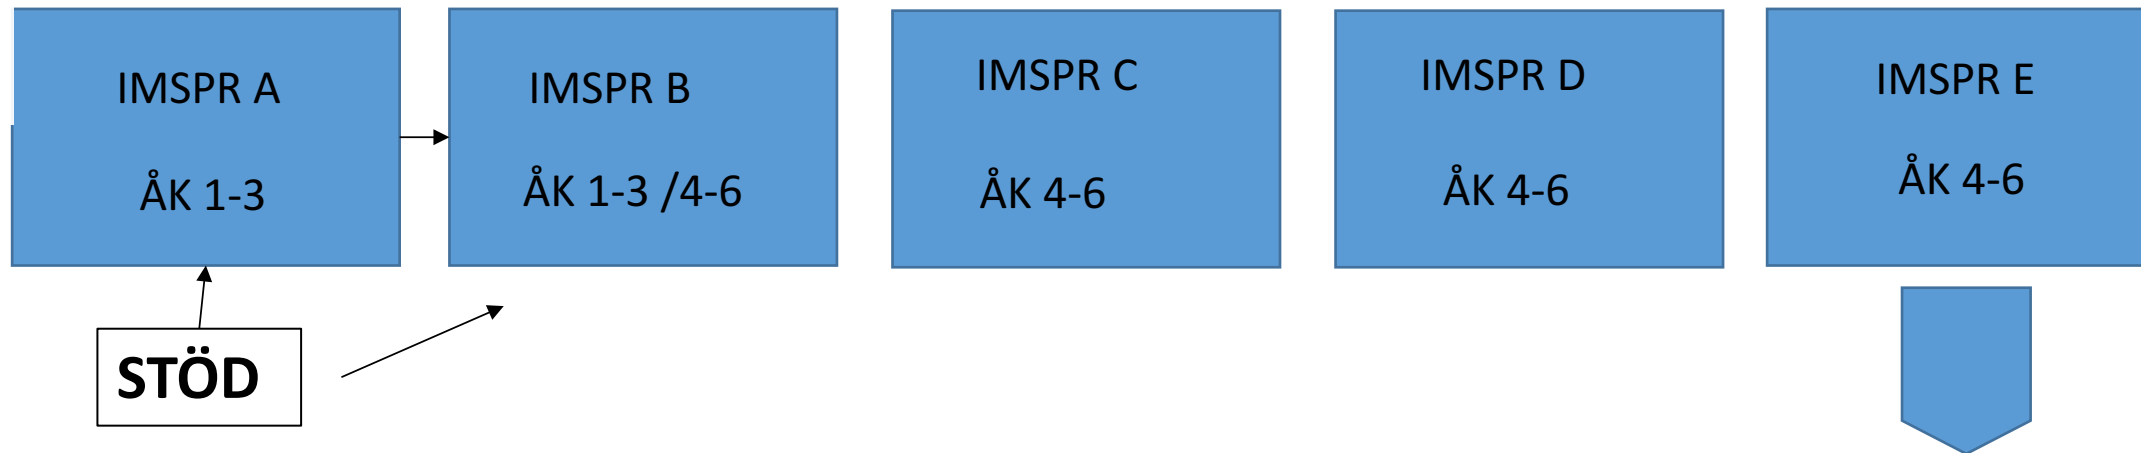 IMSPR A
ÅK 1-3
IMSPR B
ÅK 1-3 /4-6
IMSPR C
ÅK 4-6
IMSPR D
ÅK 4-6
IMSPR E
ÅK 4-6
STÖD